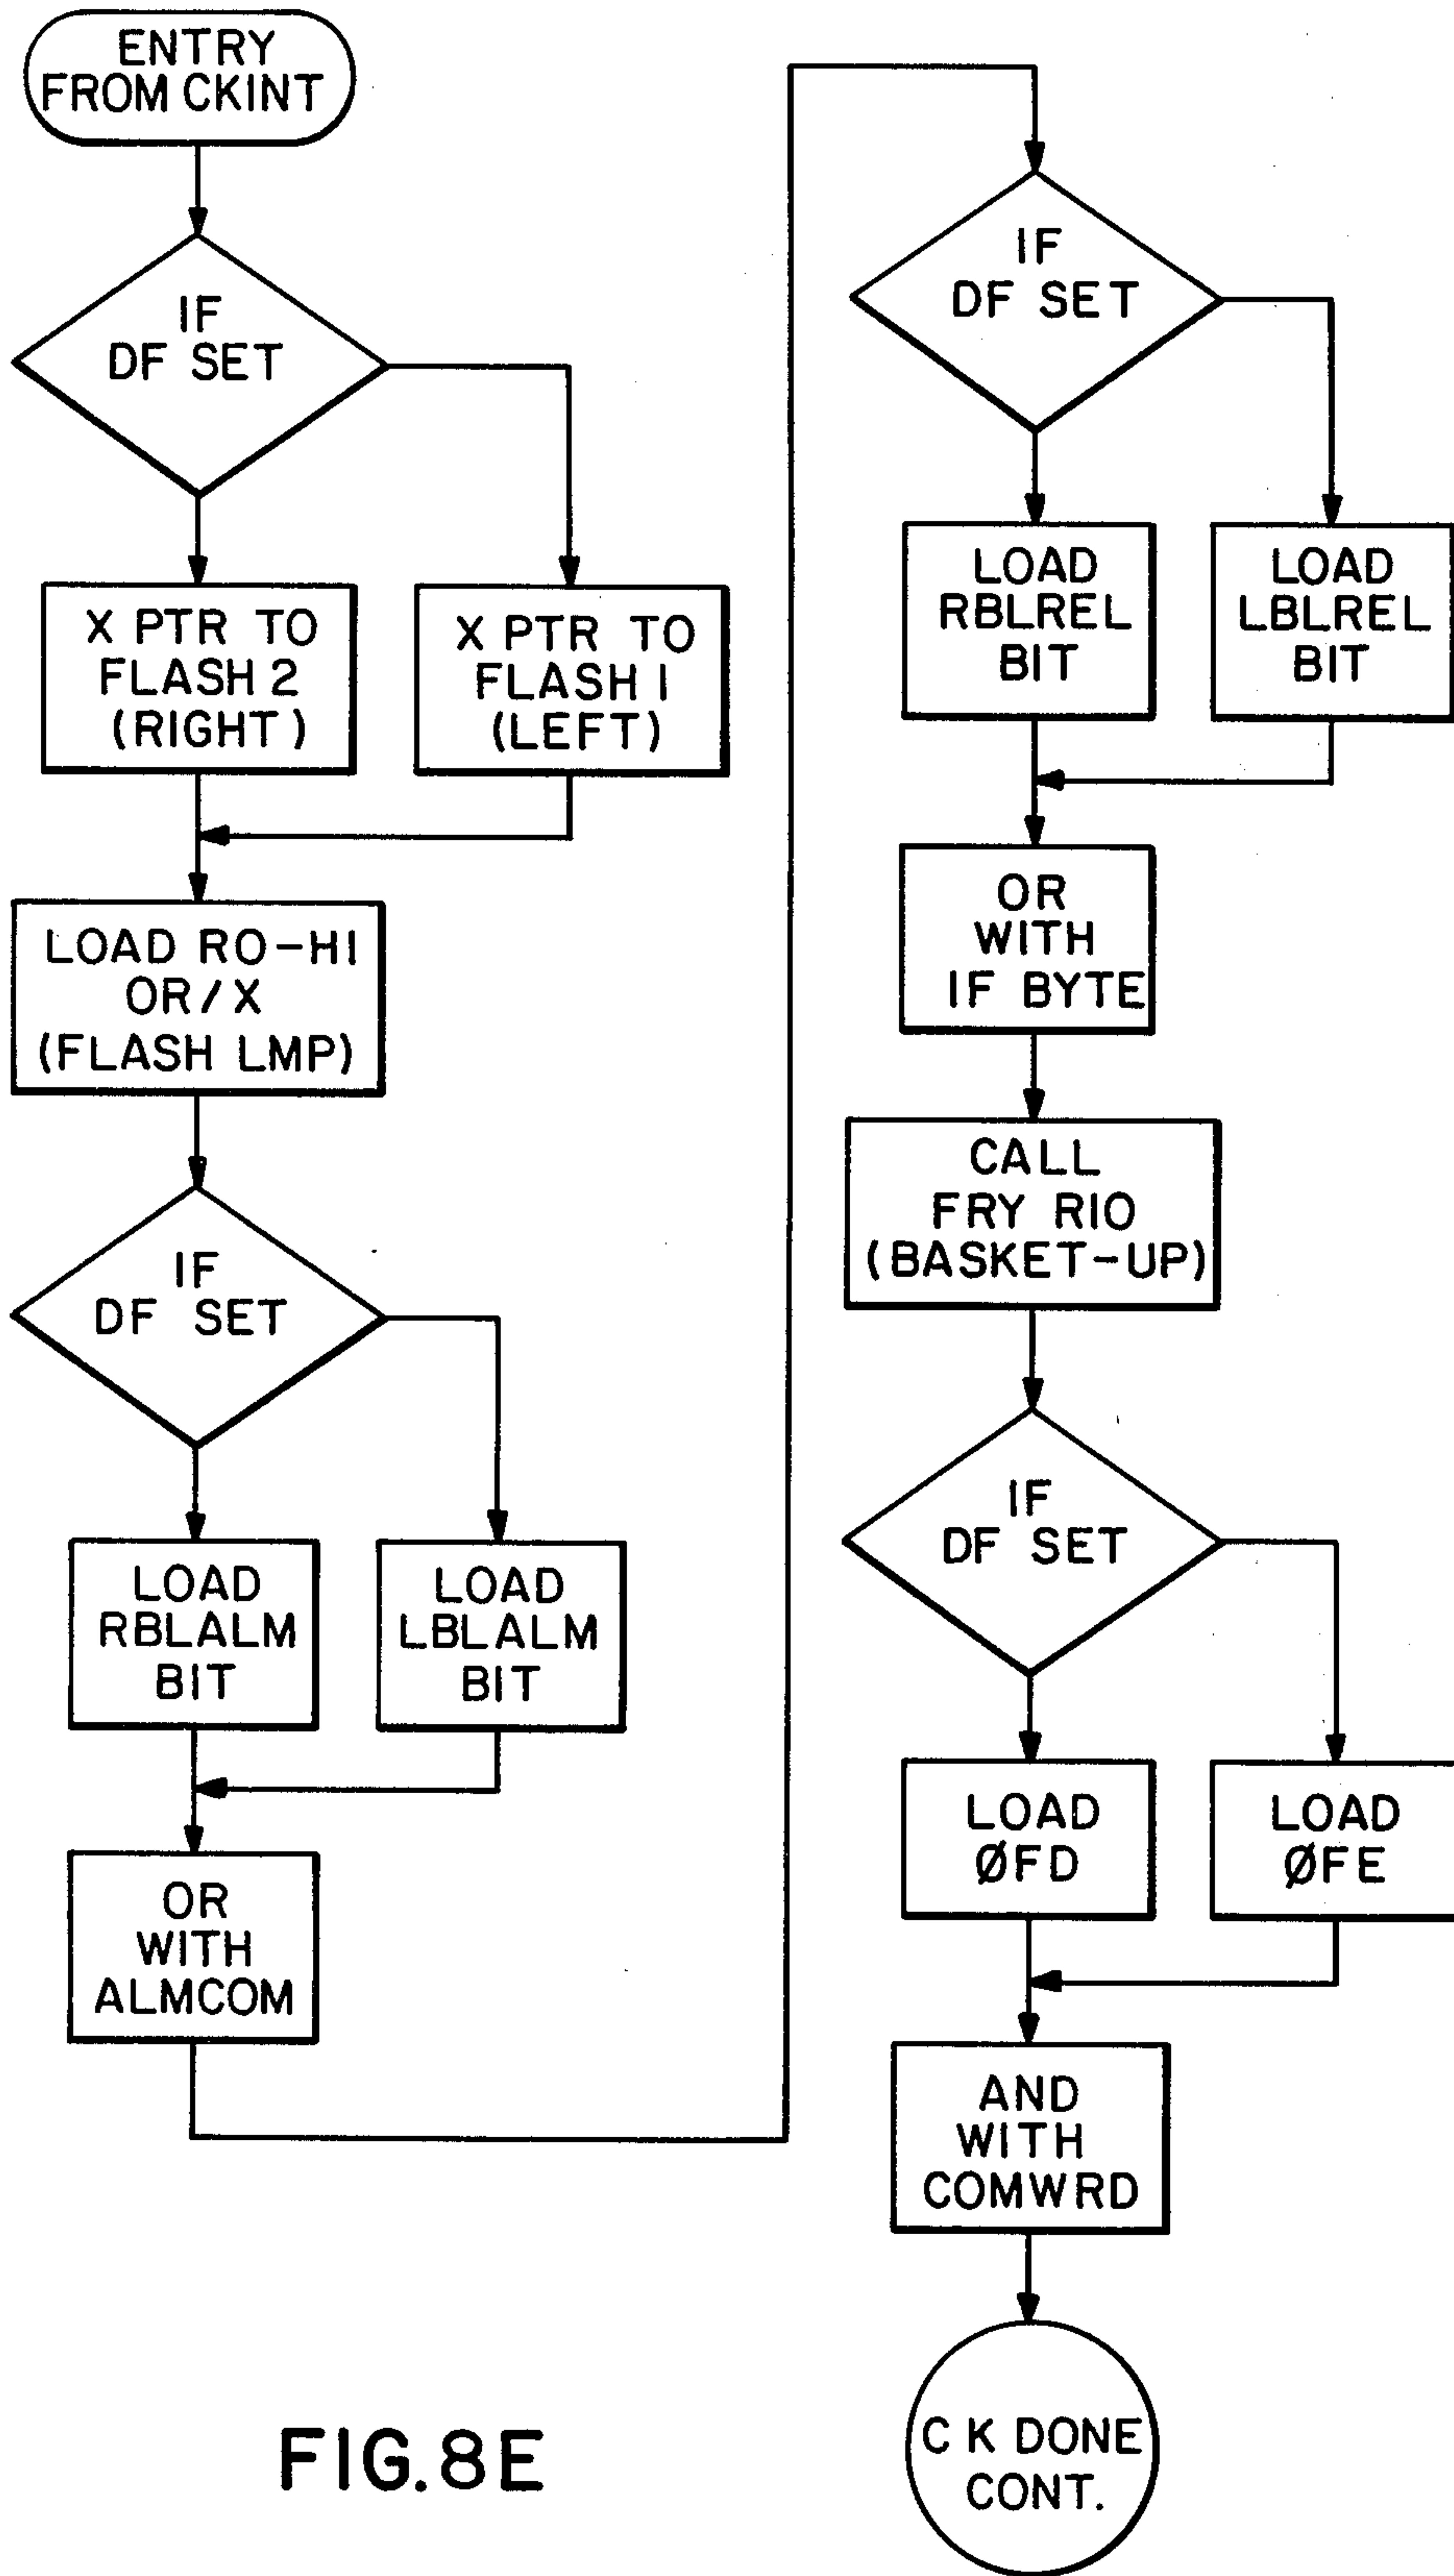 ENTRY
FROM CKINT
IF
DF SET
X PTR TO
FLASH 2
(RIGHT)
X PTR TO
FLASH 1
(LEFT)
LOAD RO-HI
OR/X
(FLASH LMP)
IF
DF SET
LOAD
RBLALM
BIT
LOAD
LBLALM
BIT
OR
WITH
ALMCOM
IF
DF SET
LOAD
RBLREL
BIT
LOAD
LBLREL
BIT
OR
WITH
IF BYTE
CALL
FRY RIO
(BASKET-UP)
IF
DF SET
LOAD
ØFD
LOAD
ØFE
AND
WITH
COMWRD
CK DONE
CONT.
FIG. 8E